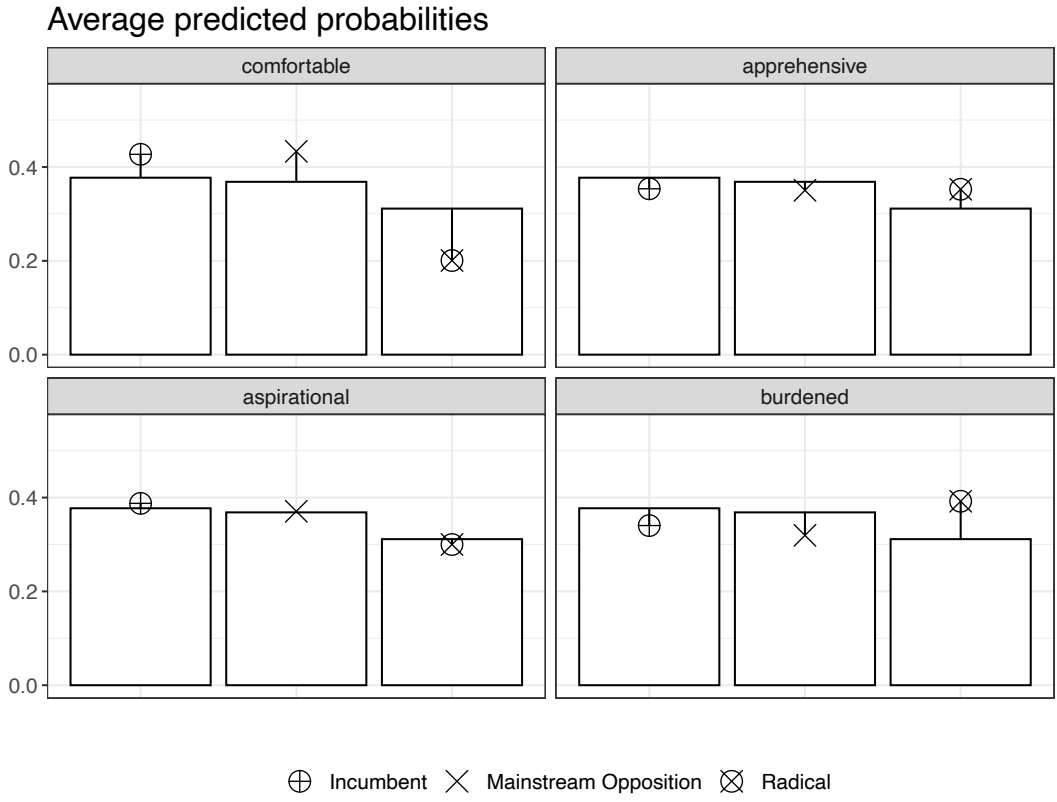 Average predicted probabilities
comfortable
apprehensive
0.4
0.2
0.0
aspirational
burdened
0.4
0.2
0.0
Incumbent Mainstream Opposition Radical